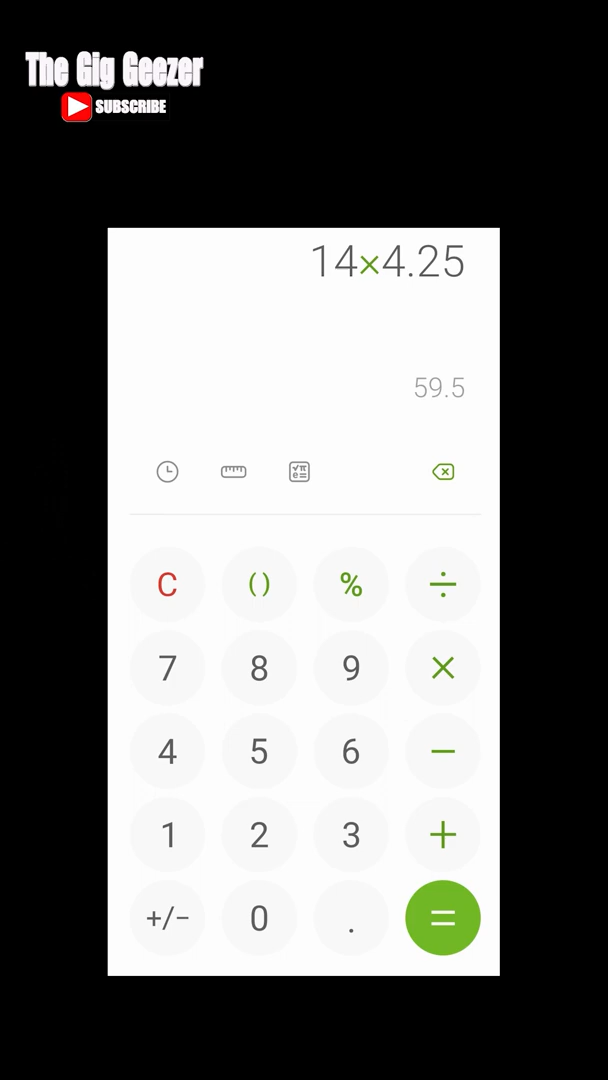 The Gig Geezer
SUBSCRIBE
14×4.25
59.5
C ( ) % ÷
7 8 9 ×
4 5 6 −
1 2 3 +
+/− 0 . =